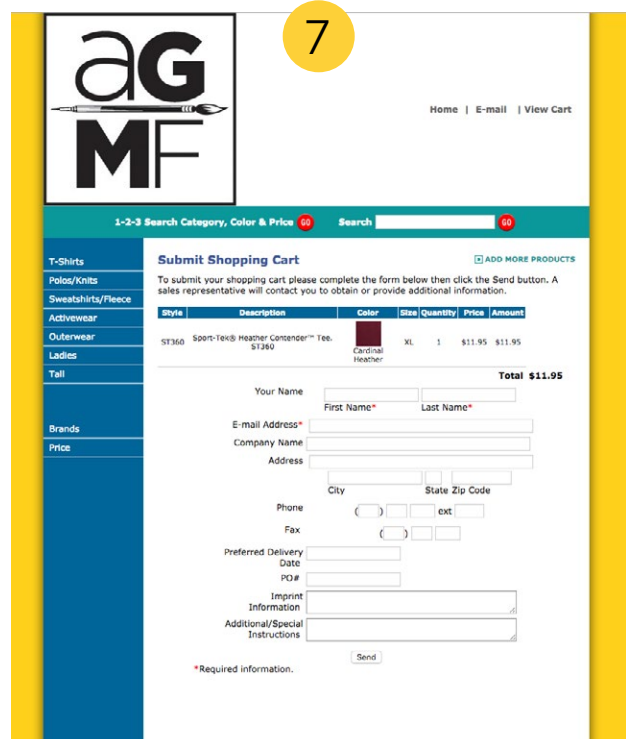 7
aG
MF
Home | E-mail | View Cart
1-2-3 Search Category, Color & Price GO Search GO
T-Shirts
Polos/Knits
Sweatshirts/Fleece
Activewear
Outerwear
Ladies
Tall
Brands
Price
Submit Shopping Cart
ADD MORE PRODUCTS
To submit your shopping cart please complete the form below then click the Send button. A
sales representative will contact you to obtain or provide additional information.
Style Description Color Size Quantity Price Amount
ST360 Sport-Tek® Heather Contender™ Tee. XL 1 $11.95 $11.95
ST360
Cardinal
Heather
Total $11.95
Your Name
First Name* Last Name*
E-mail Address*
Company Name
Address
City State Zip Code
Phone ( ) ext
Fax ( )
Preferred Delivery
Date
PO#
Imprint
Information
Additional/Special
Instructions
Send
*Required information.